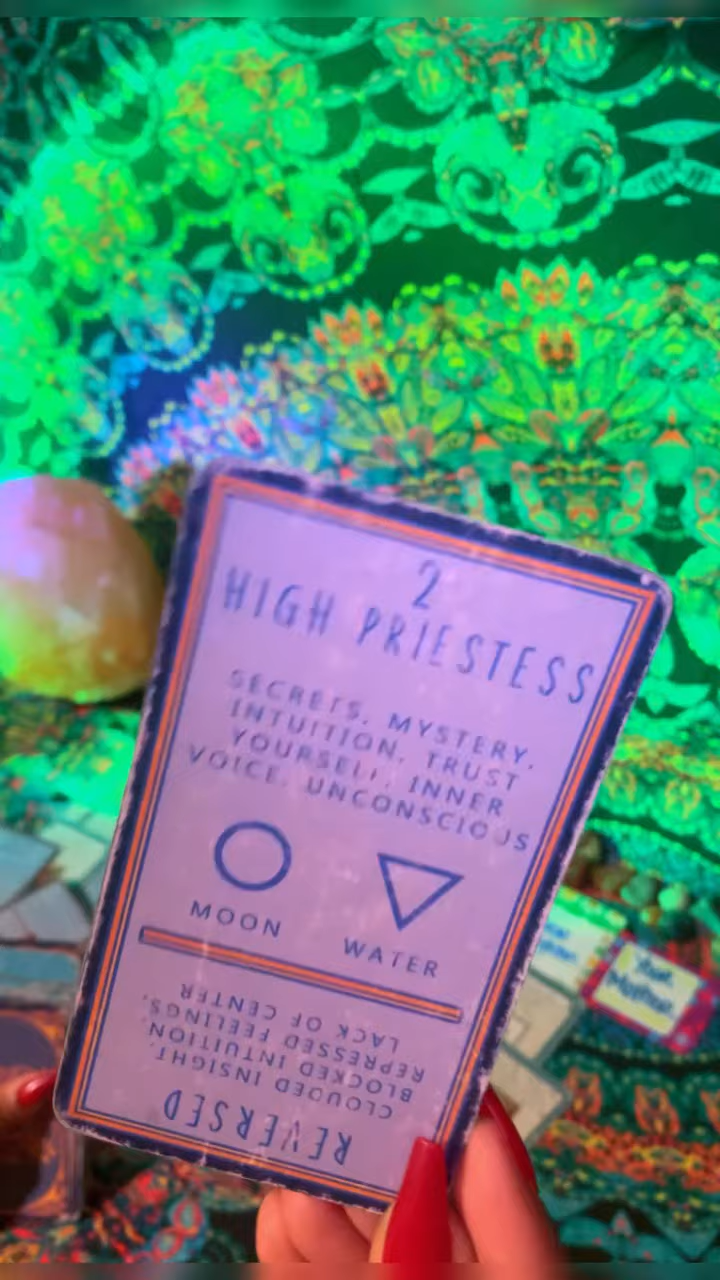 2
HIGH PRIESTESS
SECRETS, MYSTERY,
INTUITION, TRUST
YOURSELF, INNER
VOICE, UNCONSCIOUS
MOON
WATER
REVERSED
CLOUDED INSIGHT,
BLOCKED INTUITION,
REPRESSED FEELINGS,
LACK OF CENTER